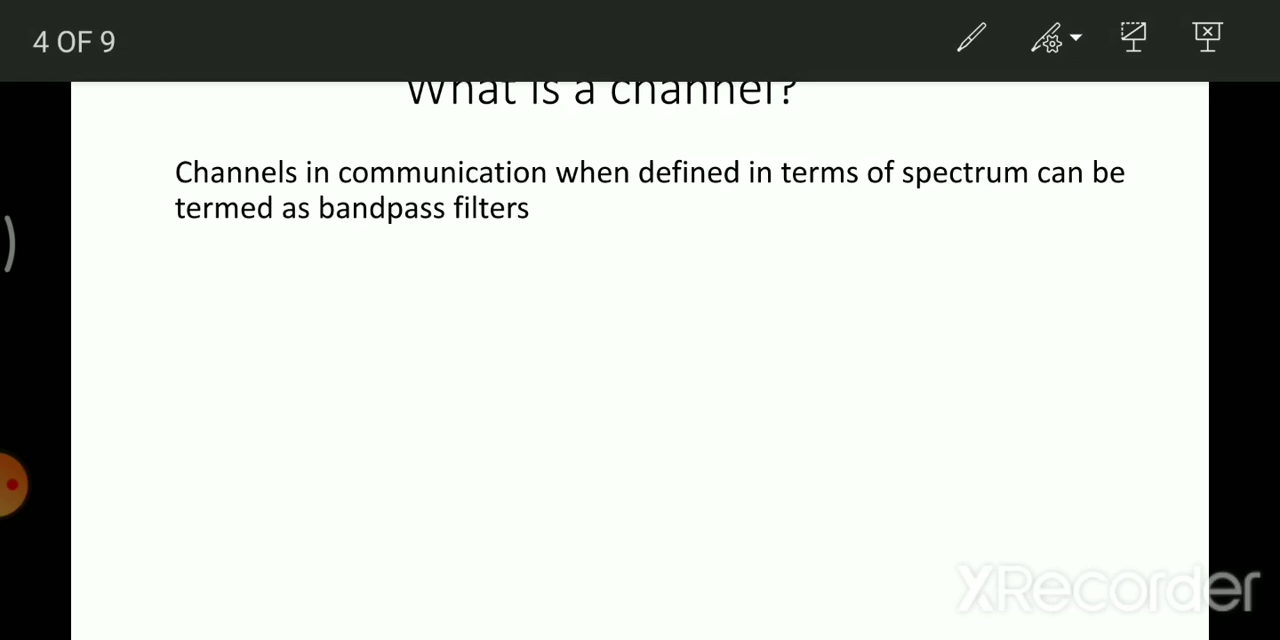 4 OF 9
What is a channel?
Channels in communication when defined in terms of spectrum can be
termed as bandpass filters
XRecorder